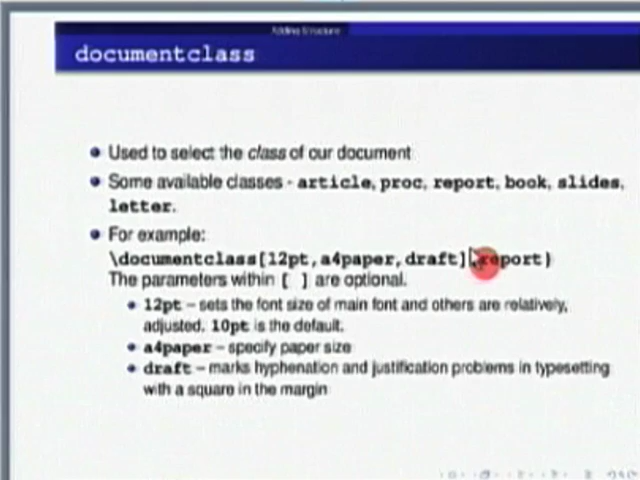 Adding Structure
documentclass
Used to select the class of our document
Some available classes - article, proc, report, book, slides,
letter.
For example:
\documentclass[12pt,a4paper,draft]{report}
The parameters within [ ] are optional.
12pt – sets the font size of main font and others are relatively,
adjusted. 10pt is the default.
a4paper – specify paper size
draft – marks hyphenation and justification problems in typesetting
with a square in the margin